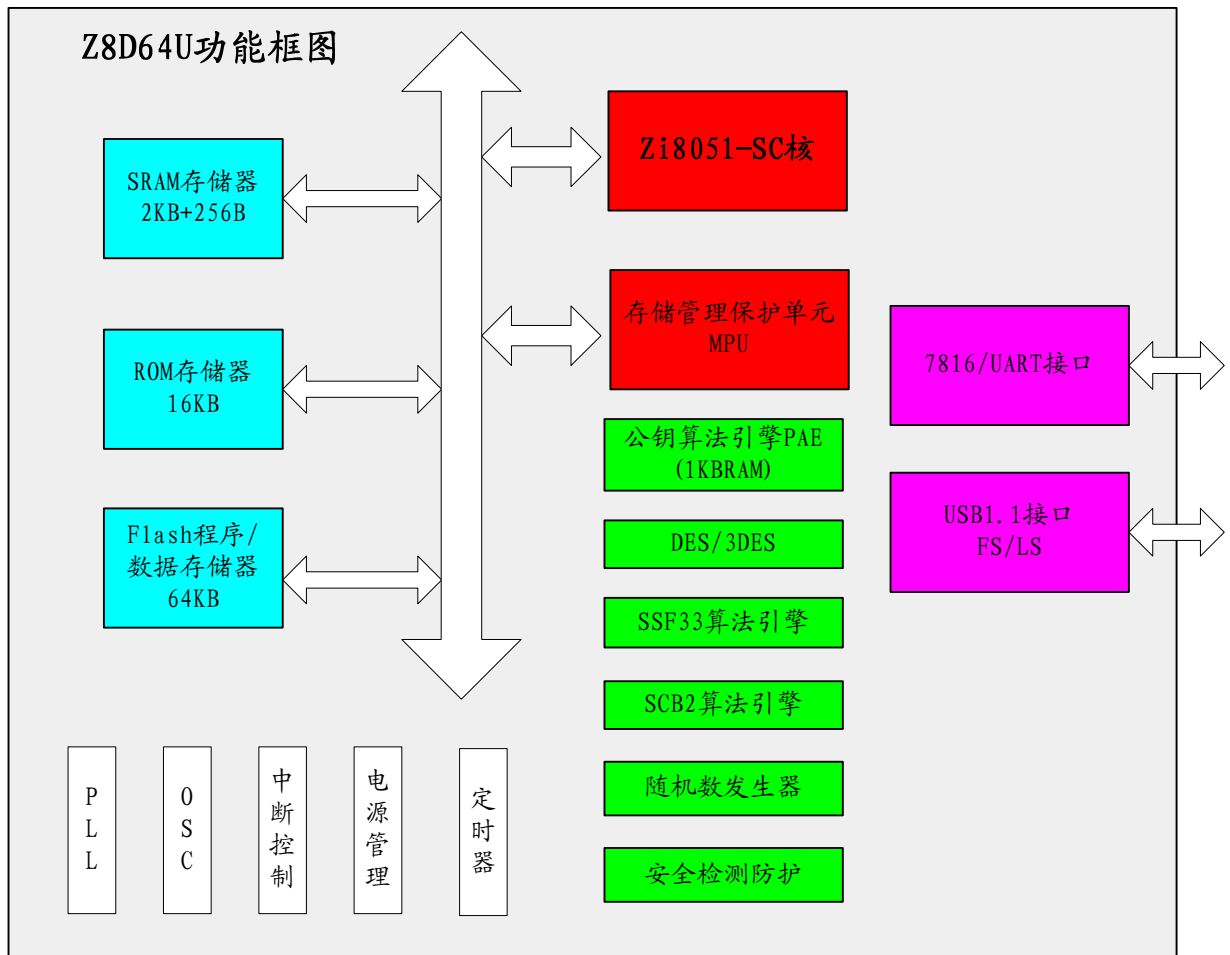 Z8D64U功能框图
SRAM存储器
2KB+256B
ROM存储器
16KB
Flash程序/
数据存储器
64KB
Zi8051-SC核
存储管理保护单元
MPU
公钥算法引擎PAE
(1KBRAM)
DES/3DES
SSF33算法引擎
SCB2算法引擎
随机数发生器
安全检测防护
7816/UART接口
USB1.1接口
FS/LS
PLL
OSC
中断控制
电源管理
定时器